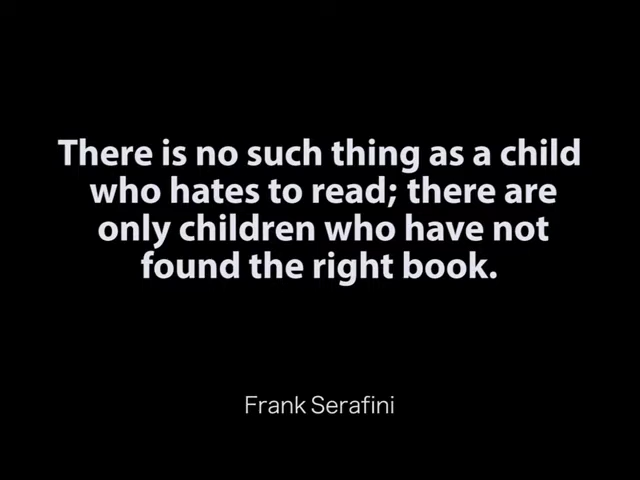 There is no such thing as a child
who hates to read; there are
only children who have not
found the right book.
Frank Serafini